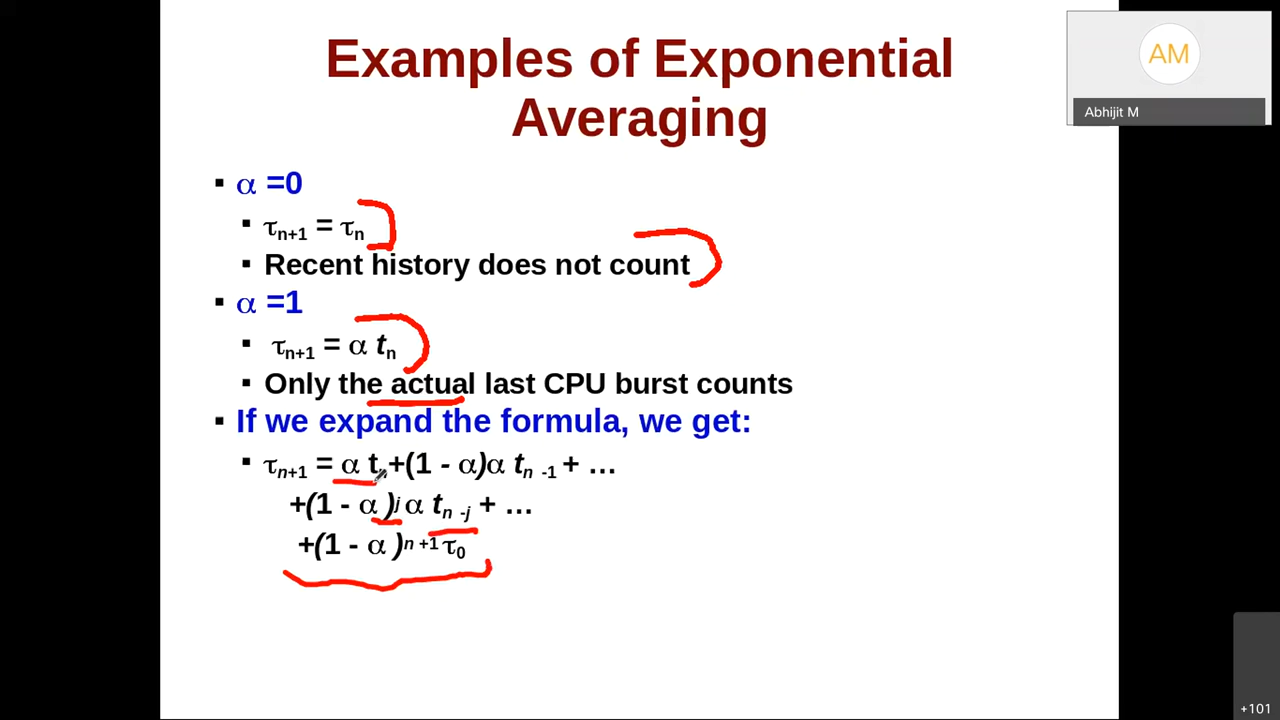 Examples of Exponential
Averaging
AM
Abhijit M
▪ α =0
▪ τn+1 = τn
▪ Recent history does not count
▪ α =1
▪ τn+1 = α tn
▪ Only the actual last CPU burst counts
▪ If we expand the formula, we get:
▪ τn+1 = α t +(1 - α)α tn -1 + …
+(1 - α )j α tn -j + …
+(1 - α )n +1 τ0
+101